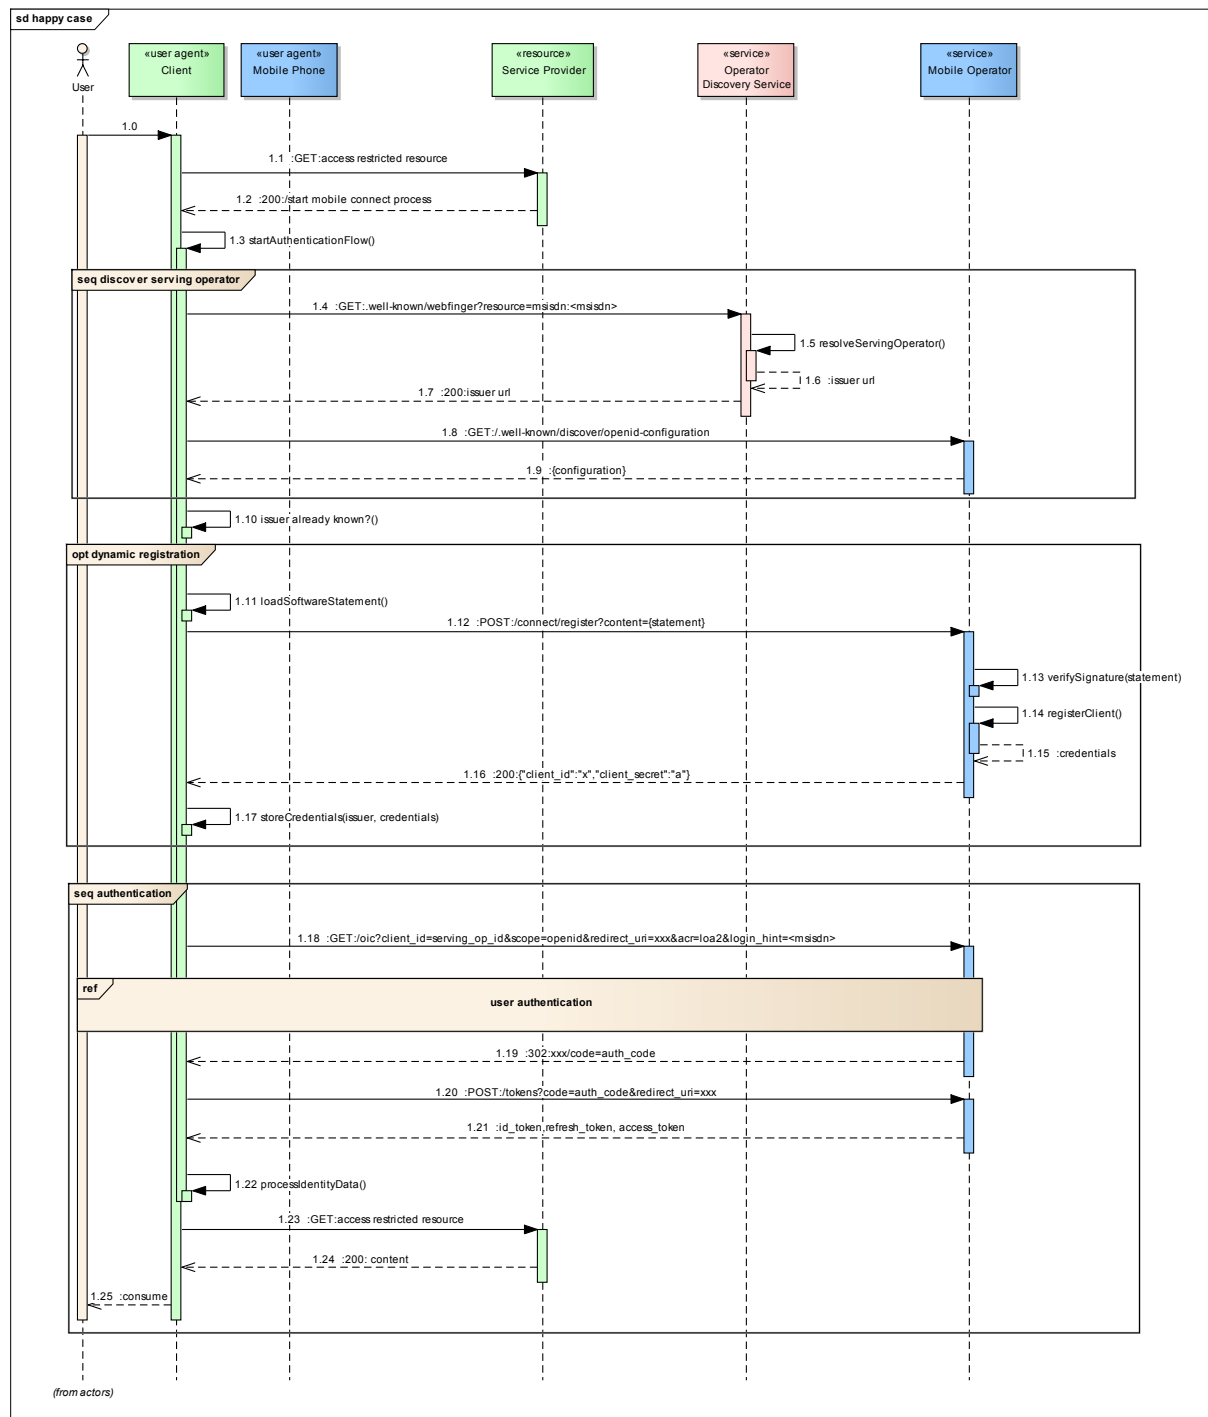 sd happy case
User
«user agent»
Client
«user agent»
Mobile Phone
«resource»
Service Provider
«service»
Operator
Discovery Service
«service»
Mobile Operator
1.0
1.1 :GET:access restricted resource
1.2 :200:/start mobile connect process
1.3 startAuthenticationFlow()
seq discover serving operator
1.4 :GET:.well-known/webfinger?resource=msisdn:<msisdn>
1.5 resolveServingOperator()
1.6 :issuer url
1.7 :200:issuer url
1.8 :GET:/.well-known/discover/openid-configuration
1.9 :{configuration}
1.10 issuer already known?()
opt dynamic registration
1.11 loadSoftwareStatement()
1.12 :POST:/connect/register?content={statement}
1.13 verifySignature(statement)
1.14 registerClient()
1.15 :credentials
1.16 :200:{"client_id":"x","client_secret":"a"}
1.17 storeCredentials(issuer, credentials)
seq authentication
1.18 :GET:/oic?client_id=serving_op_id&scope=openid&redirect_uri=xxx&acr=loa2&login_hint=<msisdn>
ref
user authentication
1.19 :302:xxx/code=auth_code
1.20 :POST:/tokens?code=auth_code&redirect_uri=xxx
1.21 :id_token,refresh_token, access_token
1.22 processIdentityData()
1.23 :GET:access restricted resource
1.24 :200: content
1.25 :consume
(from actors)